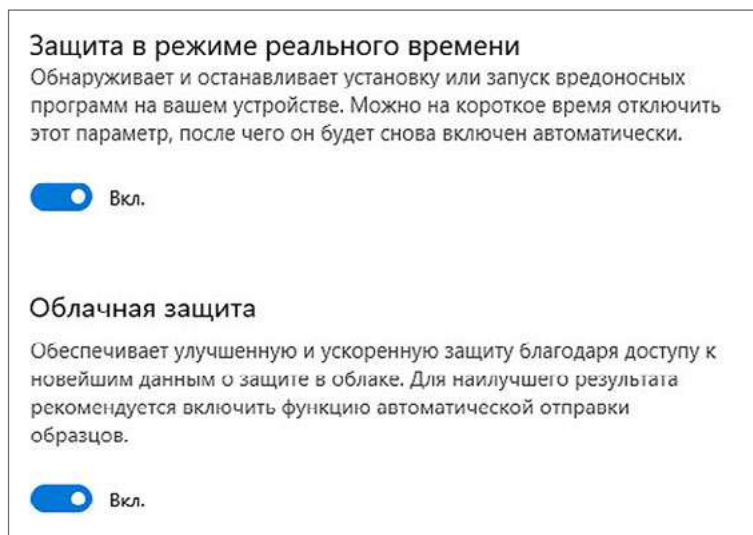 Защита в режиме реального времени
Обнаруживает и останавливает установку или запуск вредоносных
программ на вашем устройстве. Можно на короткое время отключить
этот параметр, после чего он будет снова включен автоматически.
Вкл.
Облачная защита
Обеспечивает улучшенную и ускоренную защиту благодаря доступу к
новейшим данным о защите в облаке. Для наилучшего результата
рекомендуется включить функцию автоматической отправки
образцов.
Вкл.